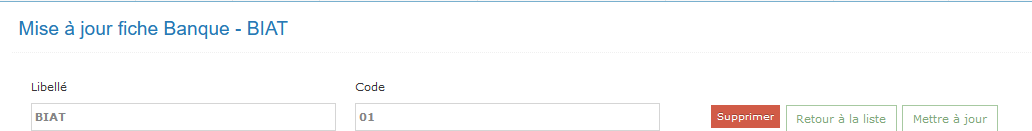 Mise à jour fiche Banque - BIAT
Libellé Code
BIAT 01 Supprimer Retour à la liste Mettre à jour